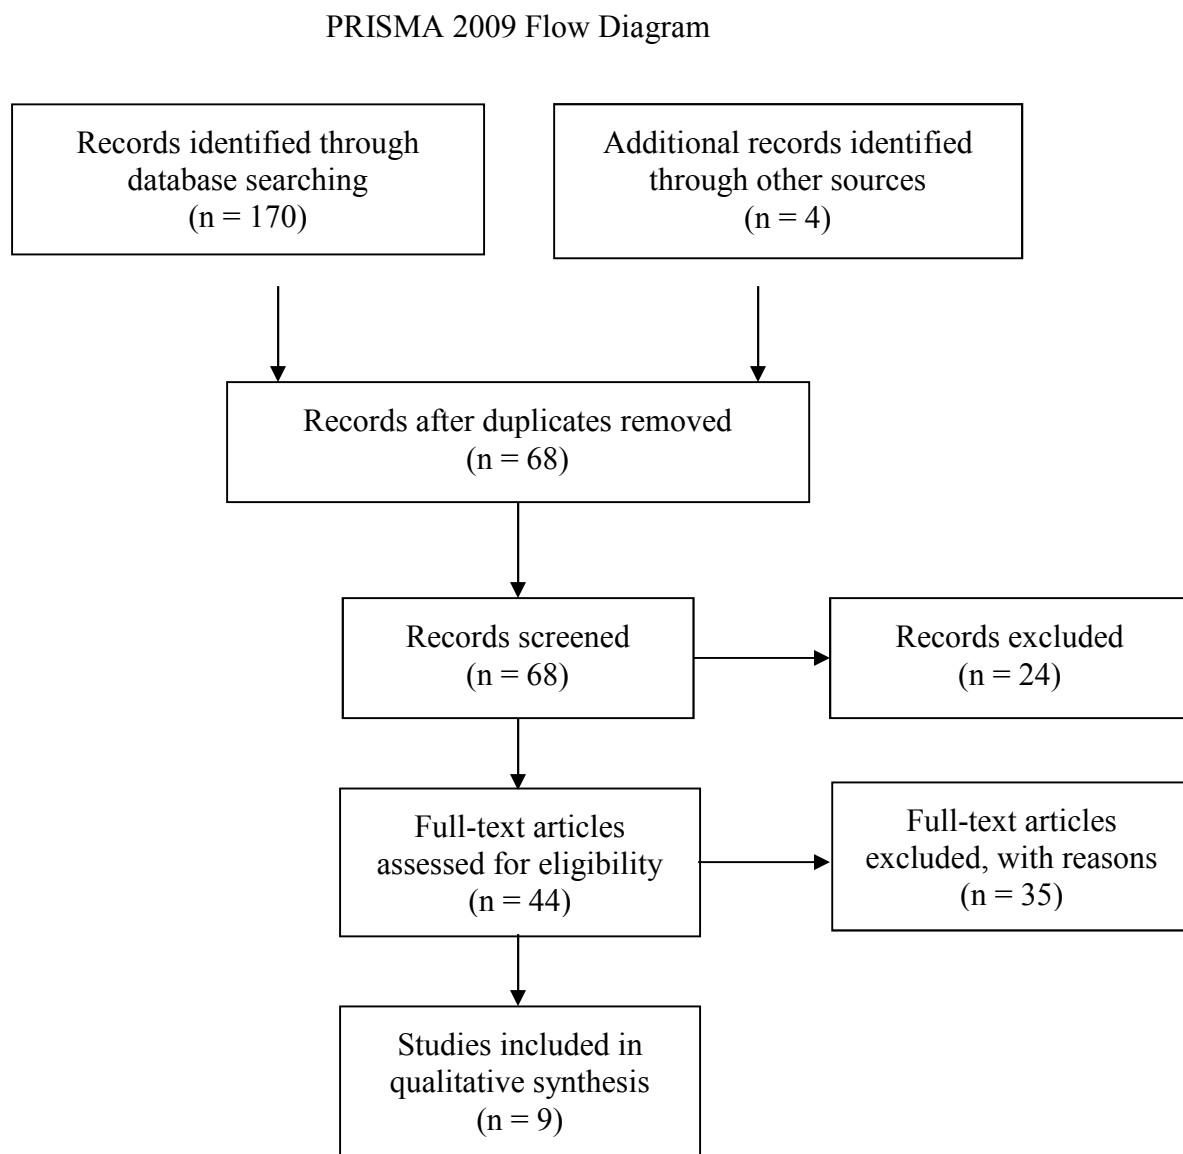 PRISMA 2009 Flow Diagram
Records identified through
database searching
(n = 170)
Additional records identified
through other sources
(n = 4)
Records after duplicates removed
(n = 68)
Records screened
(n = 68)
Records excluded
(n = 24)
Full-text articles
assessed for eligibility
(n = 44)
Full-text articles
excluded, with reasons
(n = 35)
Studies included in
qualitative synthesis
(n = 9)